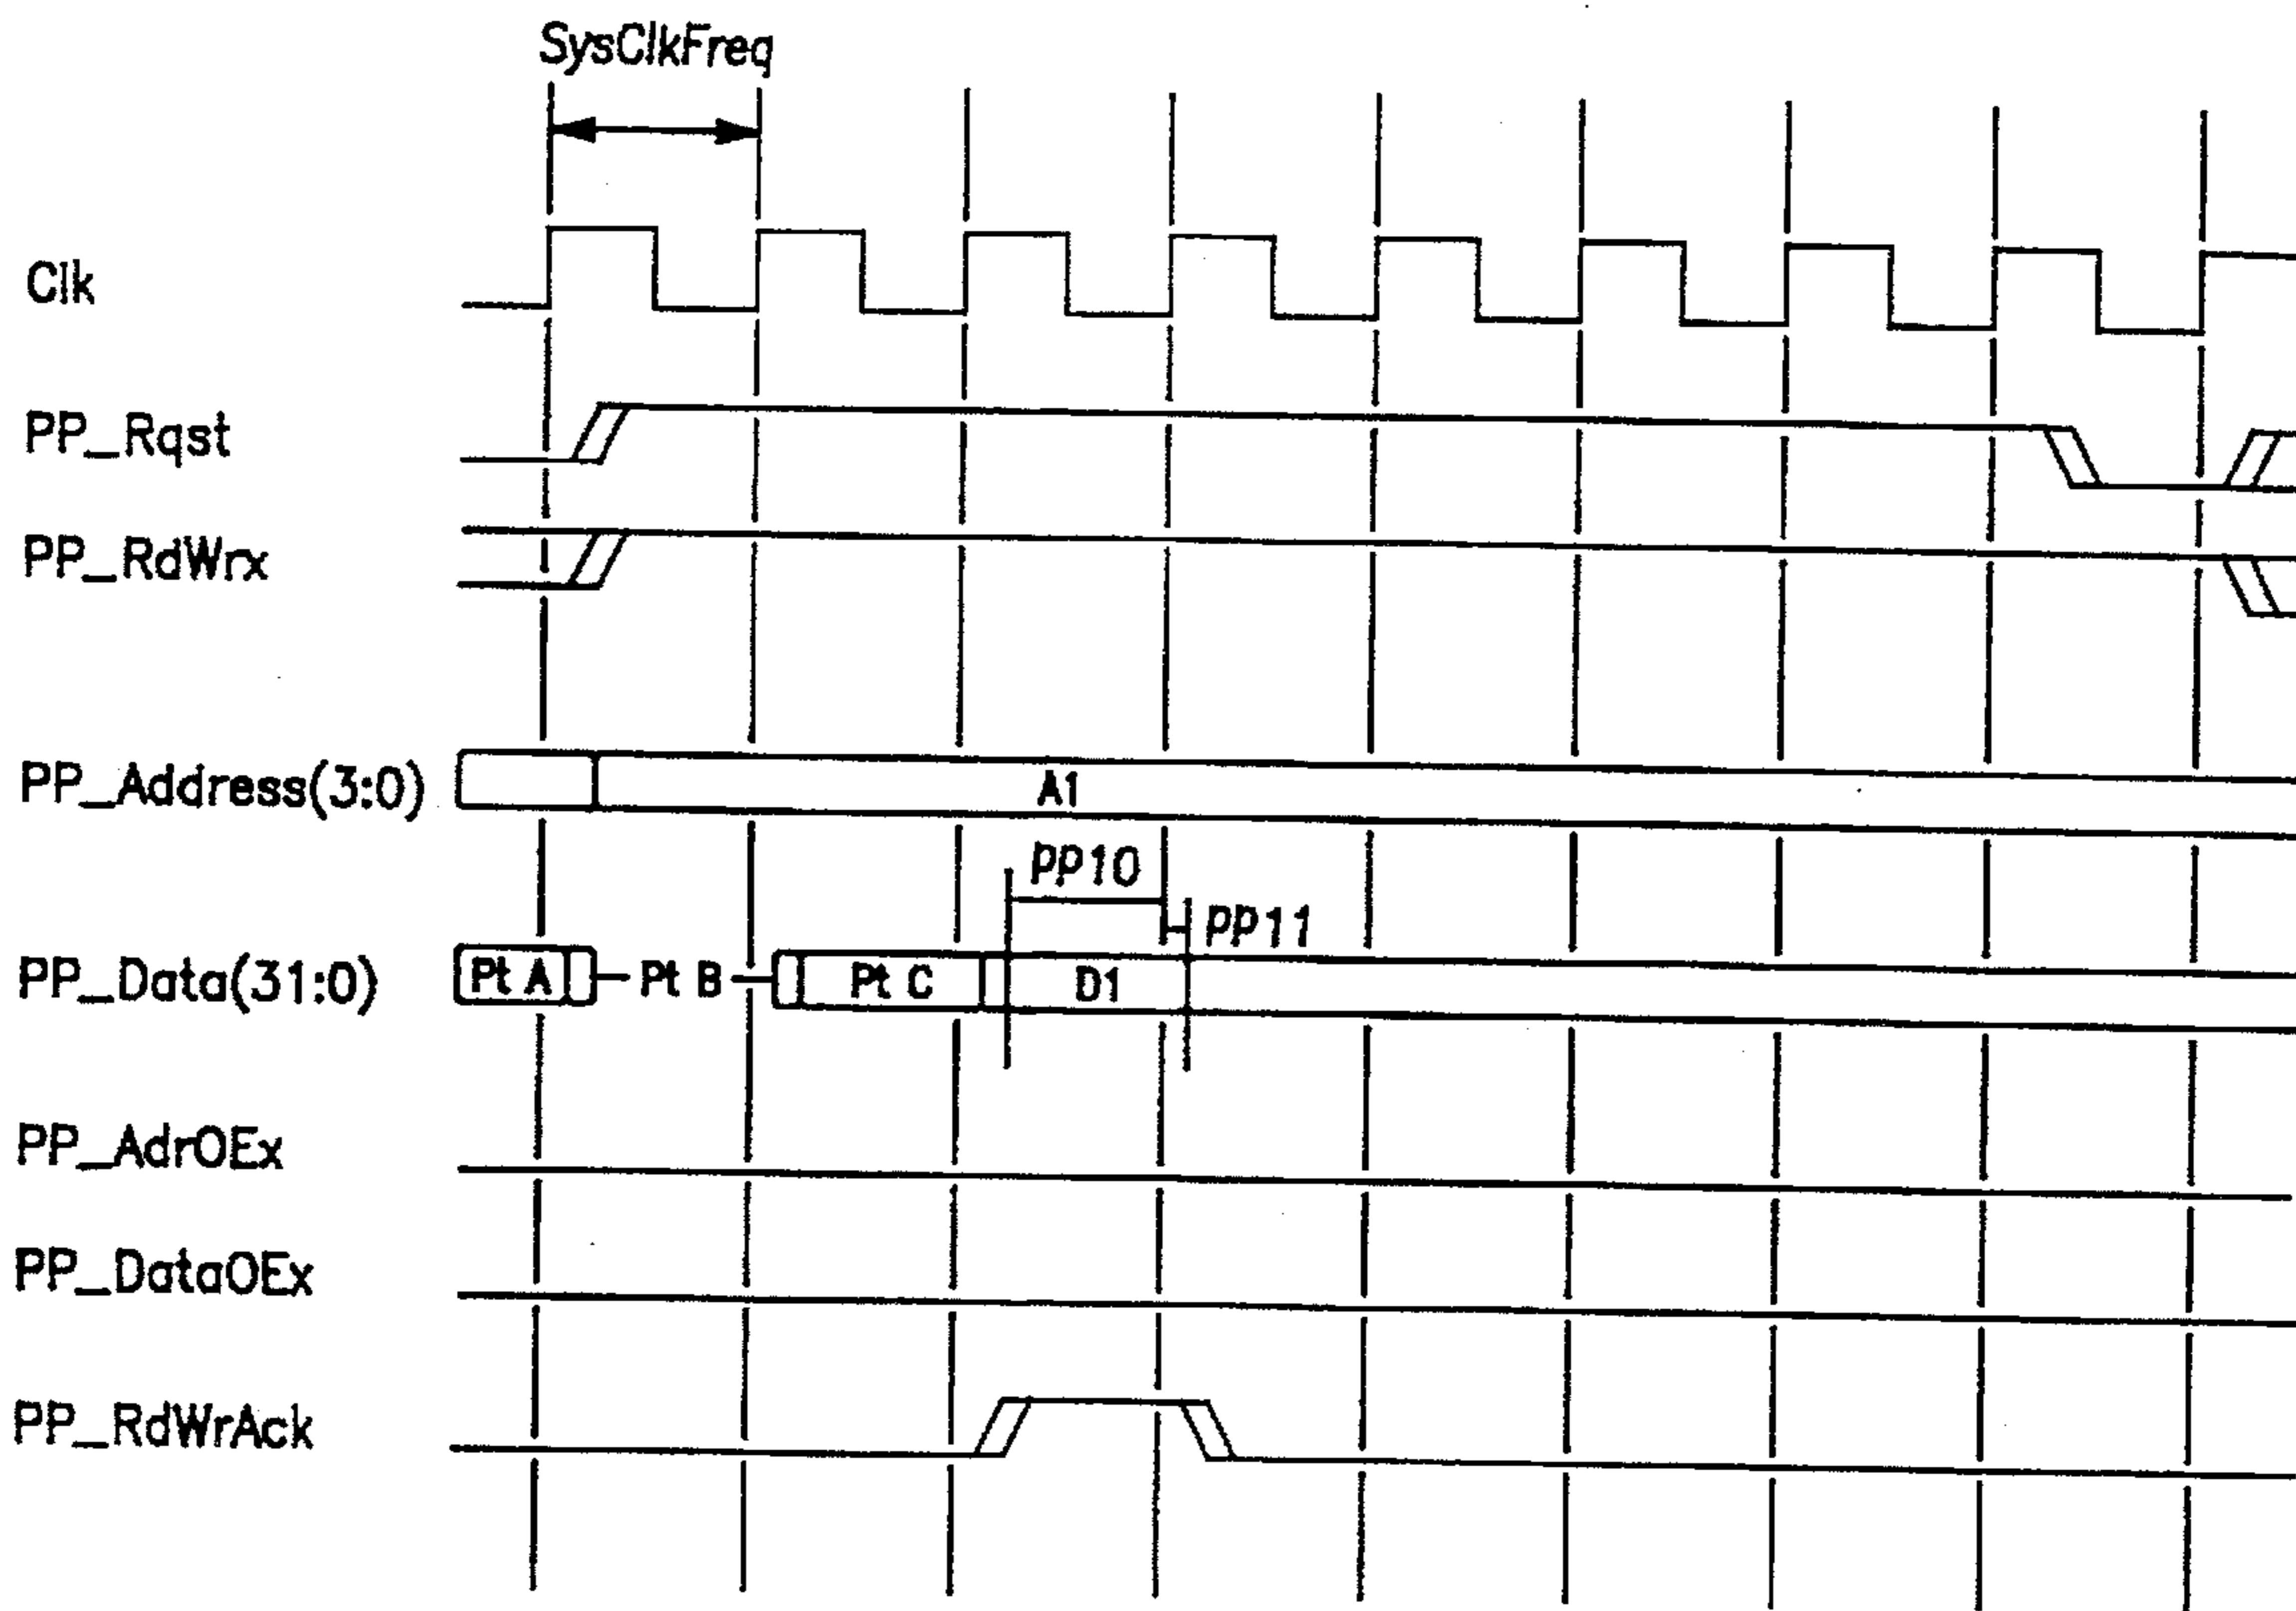 SysClkFreq
Clk
PP_Rqst
PP_RdWrx
PP_Address(3:0)
A1
PP10
PP11
PP_Data(31:0)
Pt A
Pt B
Pt C
D1
PP_AdrOEx
PP_DataOEx
PP_RdWrAck